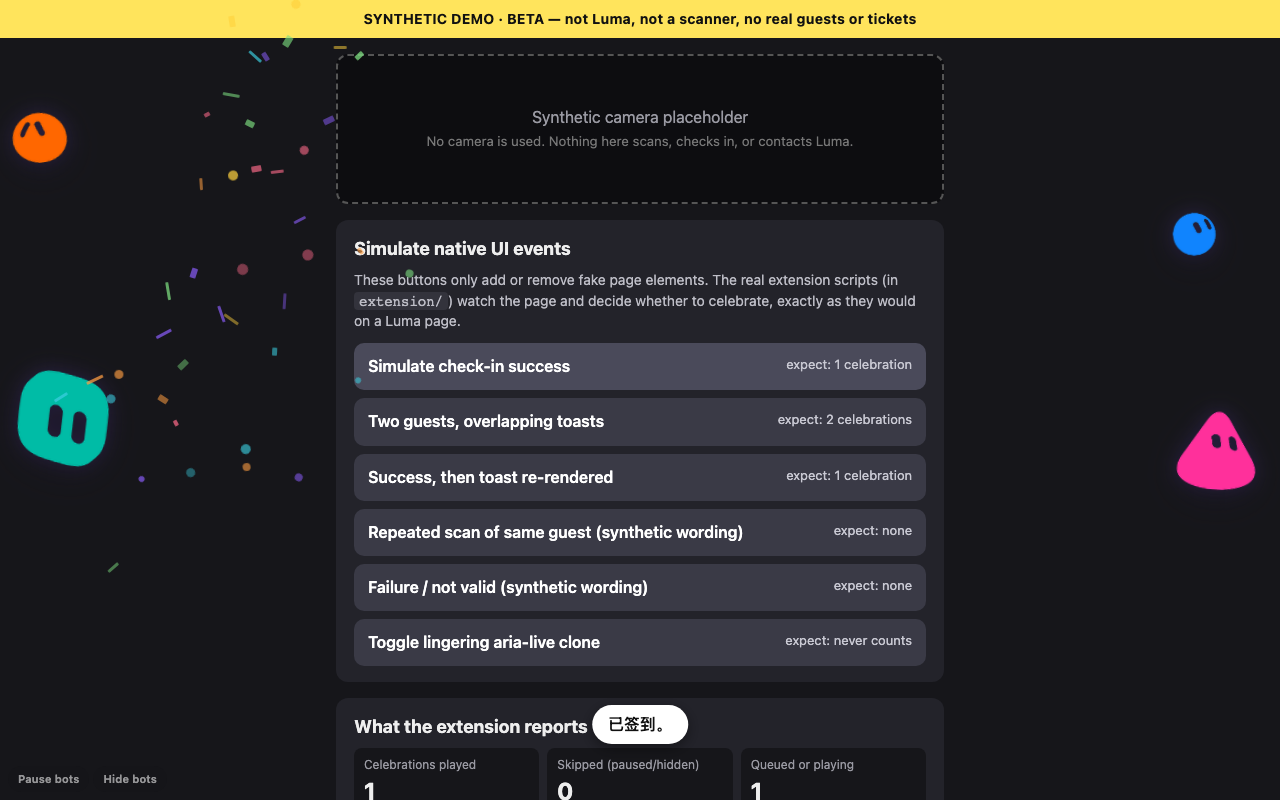 SYNTHETIC DEMO · BETA — not Luma, not a scanner, no real guests or tickets
Synthetic camera placeholder
No camera is used. Nothing here scans, checks in, or contacts Luma.
Simulate native UI events
These buttons only add or remove fake page elements. The real extension scripts (in
extension/ ) watch the page and decide whether to celebrate, exactly as they would
on a Luma page.
Simulate check-in success expect: 1 celebration
Two guests, overlapping toasts expect: 2 celebrations
Success, then toast re-rendered expect: 1 celebration
Repeated scan of same guest (synthetic wording) expect: none
Failure / not valid (synthetic wording) expect: none
Toggle lingering aria-live clone expect: never counts
What the extension reports
已签到。
Celebrations played Skipped (paused/hidden) Queued or playing
1 0 1
Pause bots Hide bots